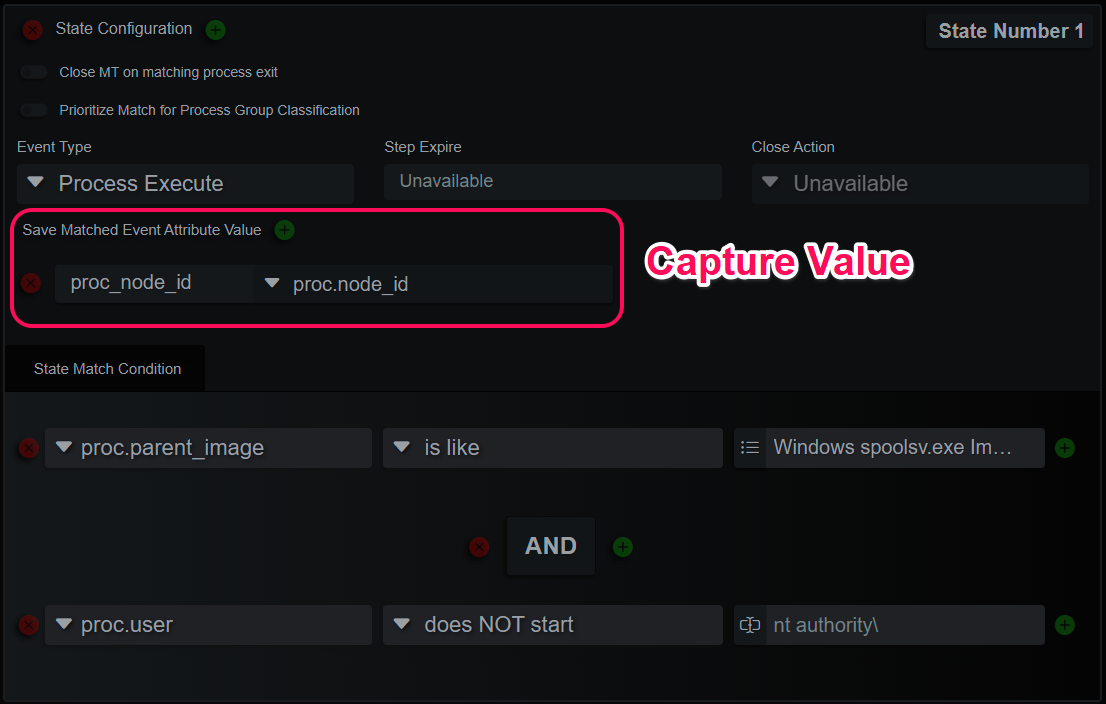 State Configuration
State Number 1
Close MT on matching process exit
Prioritize Match for Process Group Classification
Event Type
Step Expire
Close Action
Process Execute
Unavailable
Unavailable
Save Matched Event Attribute Value
Capture Value
proc_node_id
proc.node_id
State Match Condition
proc.parent_image
is like
Windows spoolsv.exe Im…
AND
proc.user
does NOT start
nt authority\